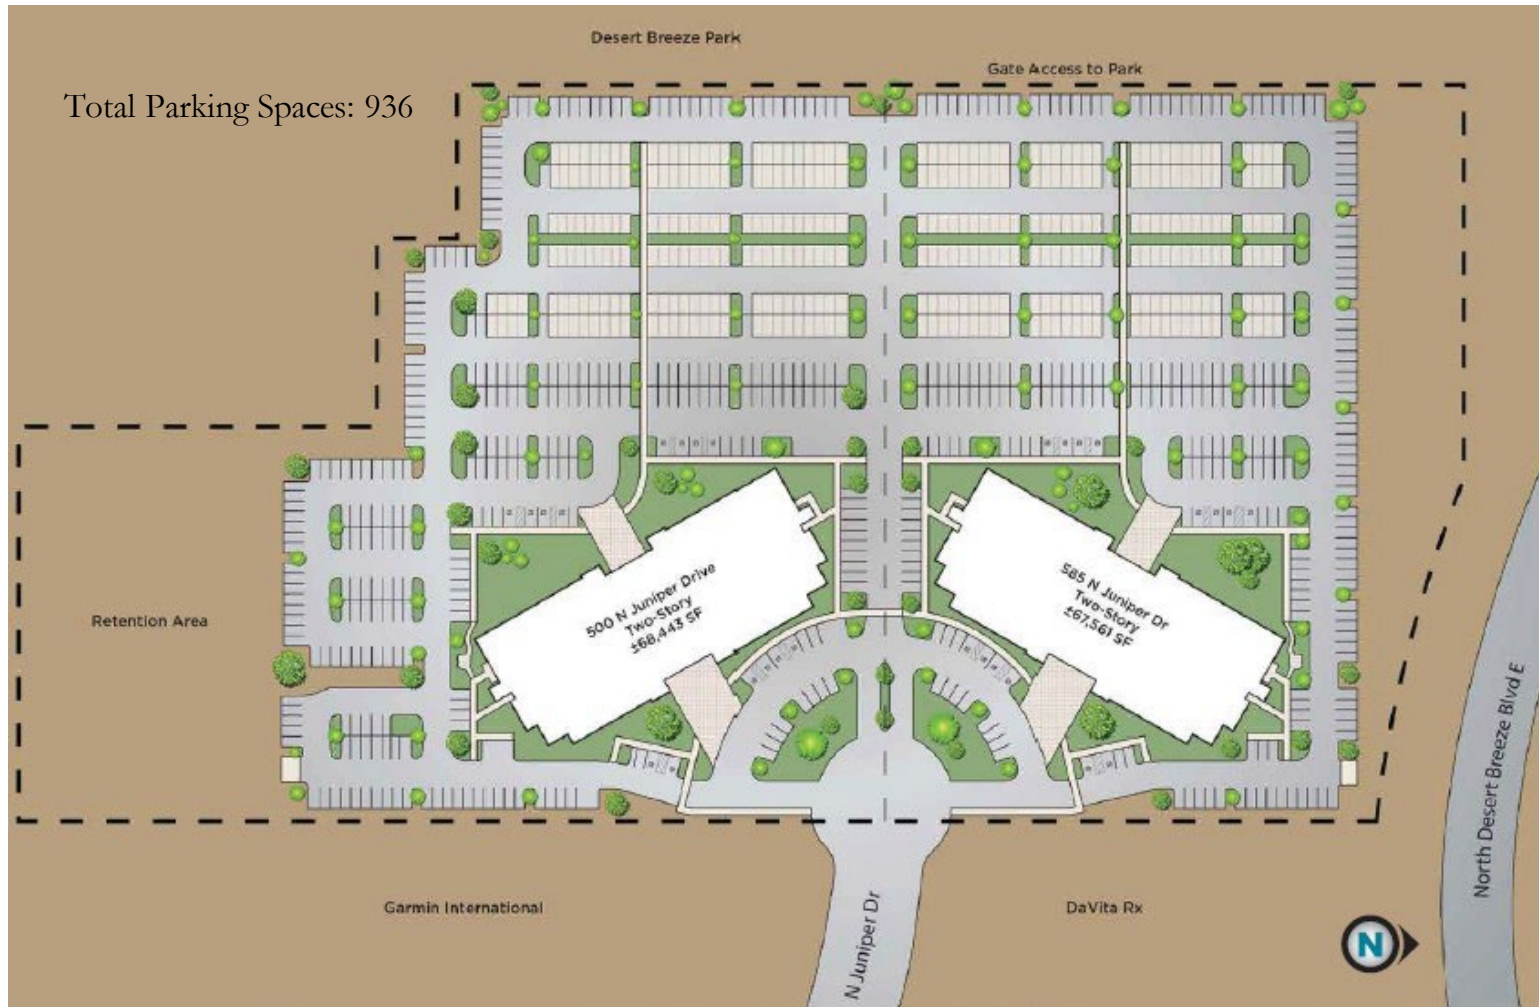 Desert Breeze Park
Gate Access to Park
Total Parking Spaces: 936
500 N Juniper Drive
Two-Story
±68,443 SF
585 N Juniper Dr
Two-Story
±67,561 SF
Retention Area
North Desert Breeze Blvd E
Garmin International
DaVita Rx
N Juniper Dr
N